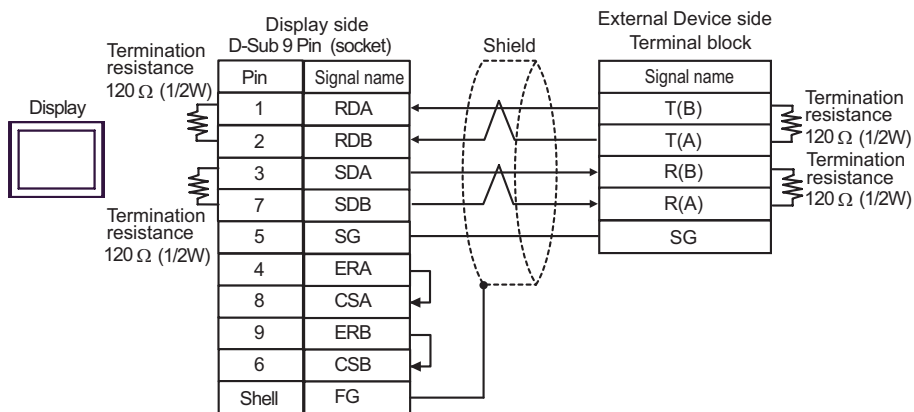 Display side
D-Sub 9 Pin (socket)
Shield
External Device side
Terminal block
Termination
resistance
120 Ω (1/2W)
Display
Termination
resistance
120 Ω (1/2W)
Pin Signal name
1 RDA
2 RDB
3 SDA
7 SDB
5 SG
4 ERA
8 CSA
9 ERB
6 CSB
Shell FG
Signal name
T(B)
T(A)
R(B)
R(A)
SG
Termination
resistance
120 Ω (1/2W)
Termination
resistance
120 Ω (1/2W)